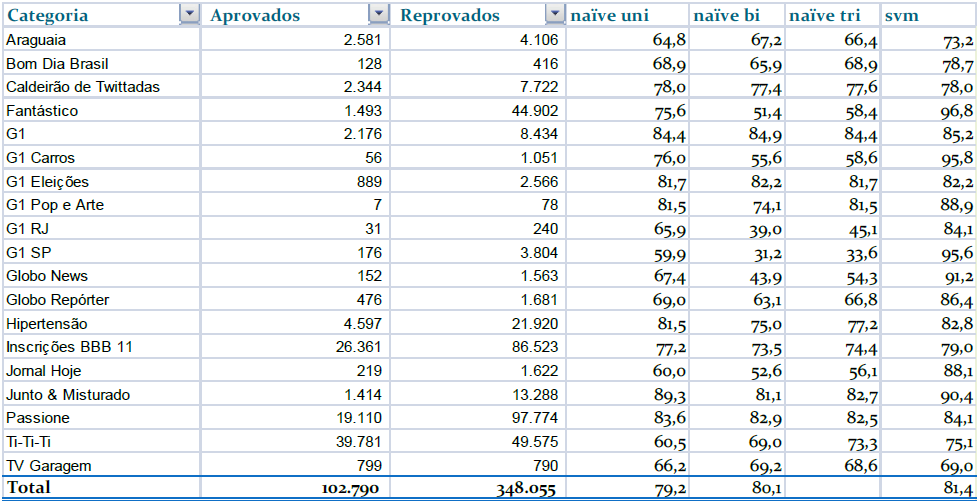 Categoria Aprovados Reprovados naïve uni naïve bi naïve tri svm
Araguaia 2.581 4.106 64,8 67,2 66,4 73,2
Bom Dia Brasil 128 416 68,9 65,9 68,9 78,7
Caldeirão de Twittadas 2.344 7.722 78,0 77,4 77,6 78,0
Fantástico 1.493 44.902 75,6 51,4 58,4 96,8
G1 2.176 8.434 84,4 84,9 84,4 85,2
G1 Carros 56 1.051 76,0 55,6 58,6 95,8
G1 Eleições 889 2.566 81,7 82,2 81,7 82,2
G1 Pop e Arte 7 78 81,5 74,1 81,5 88,9
G1 RJ 31 240 65,9 39,0 45,1 84,1
G1 SP 176 3.804 59,9 31,2 33,6 95,6
Globo News 152 1.563 67,4 43,9 54,3 91,2
Globo Repórter 476 1.681 69,0 63,1 66,8 86,4
Hipertensão 4.597 21.920 81,5 75,0 77,2 82,8
Inscrições BBB 11 26.361 86.523 77,2 73,5 74,4 79,0
Jornal Hoje 219 1.622 60,0 52,6 56,1 88,1
Junto & Misturado 1.414 13.288 89,3 81,1 82,7 90,4
Passione 19.110 97.774 83,6 82,9 82,5 84,1
Ti-Ti-Ti 39.781 49.575 60,5 69,0 73,3 75,1
TV Garagem 799 790 66,2 69,2 68,6 69,0
Total 102.790 348.055 79,2 80,1 81,4